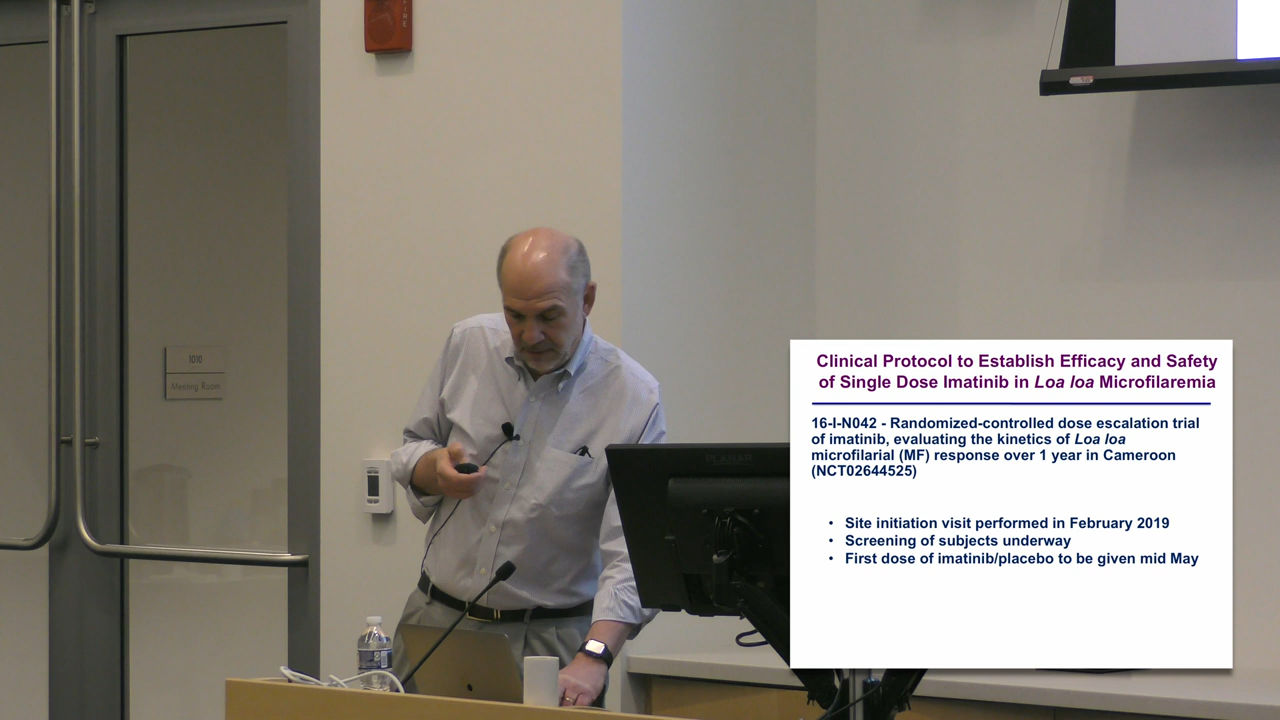 FIRE
1010
Meeting Room
PLANAR
Clinical Protocol to Establish Efficacy and Safety
of Single Dose Imatinib in Loa loa Microfilaremia
16-I-N042 - Randomized-controlled dose escalation trial
of imatinib, evaluating the kinetics of Loa loa
microfilarial (MF) response over 1 year in Cameroon
(NCT02644525)
• Site initiation visit performed in February 2019
• Screening of subjects underway
• First dose of imatinib/placebo to be given mid May